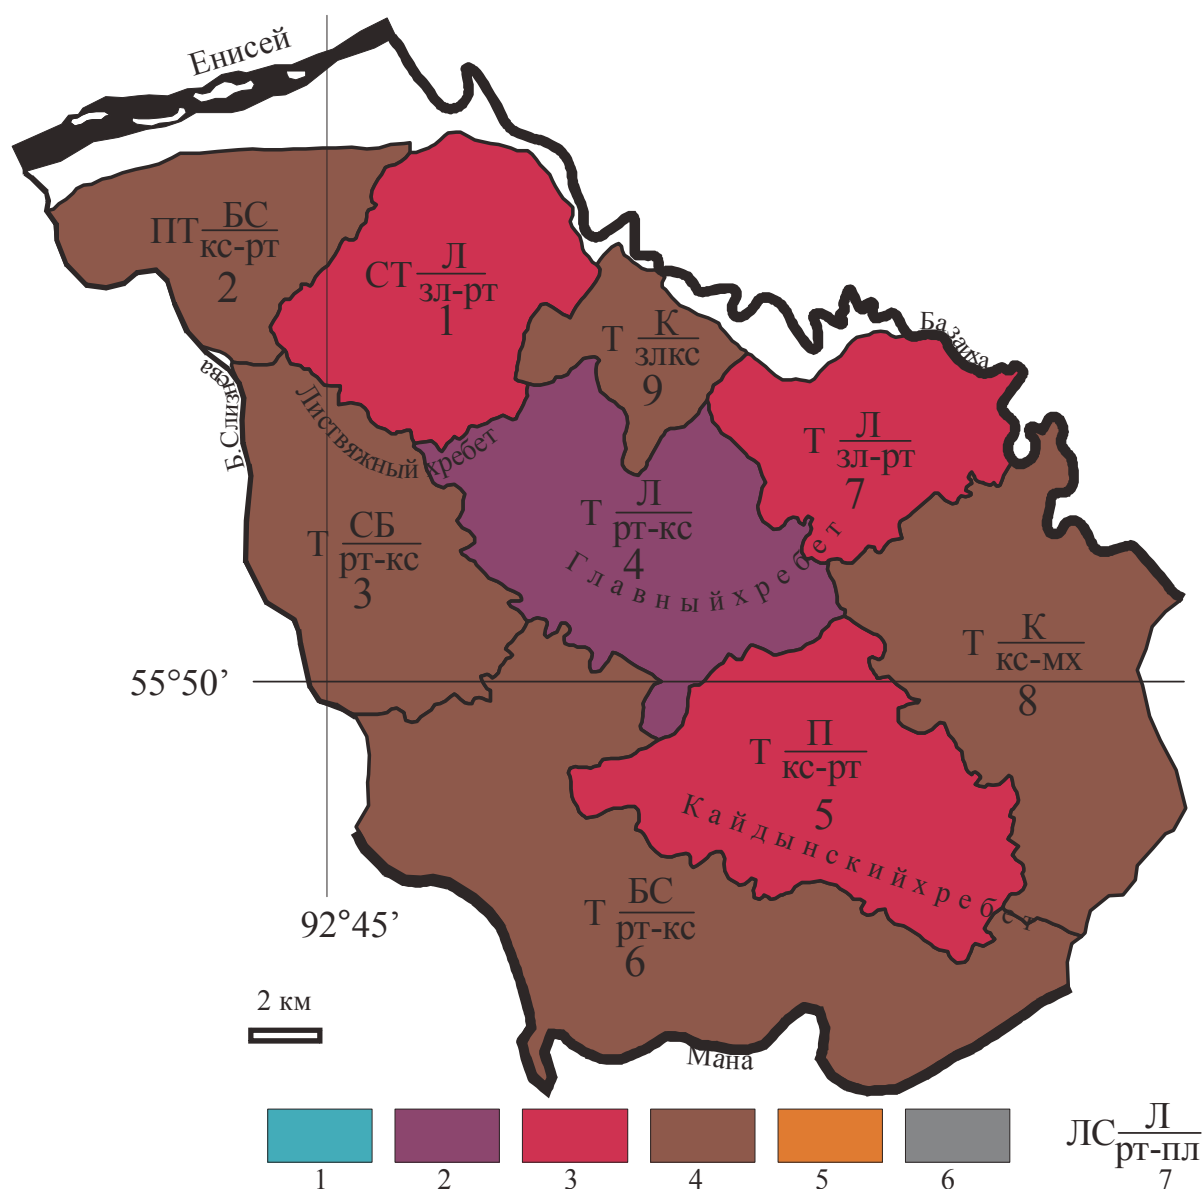 Енисей
ПТ БС
кс-рт
2
СТ Л
зл-рт
1
Т К
злкс
9
Базаиха
Б.Слизнева
Листвяжный хребет
Т Л
зл-рт
7
Т СБ
рт-кс
3
Т Л
рт-кс
4
Главный хребет
Т К
кс-мх
8
55°50’
Т П
кс-рт
5
Кайдынский хребет
Т БС
рт-кс
6
92°45’
2 км
Мана
1
2
3
4
5
6
ЛС Л
рт-пл
7